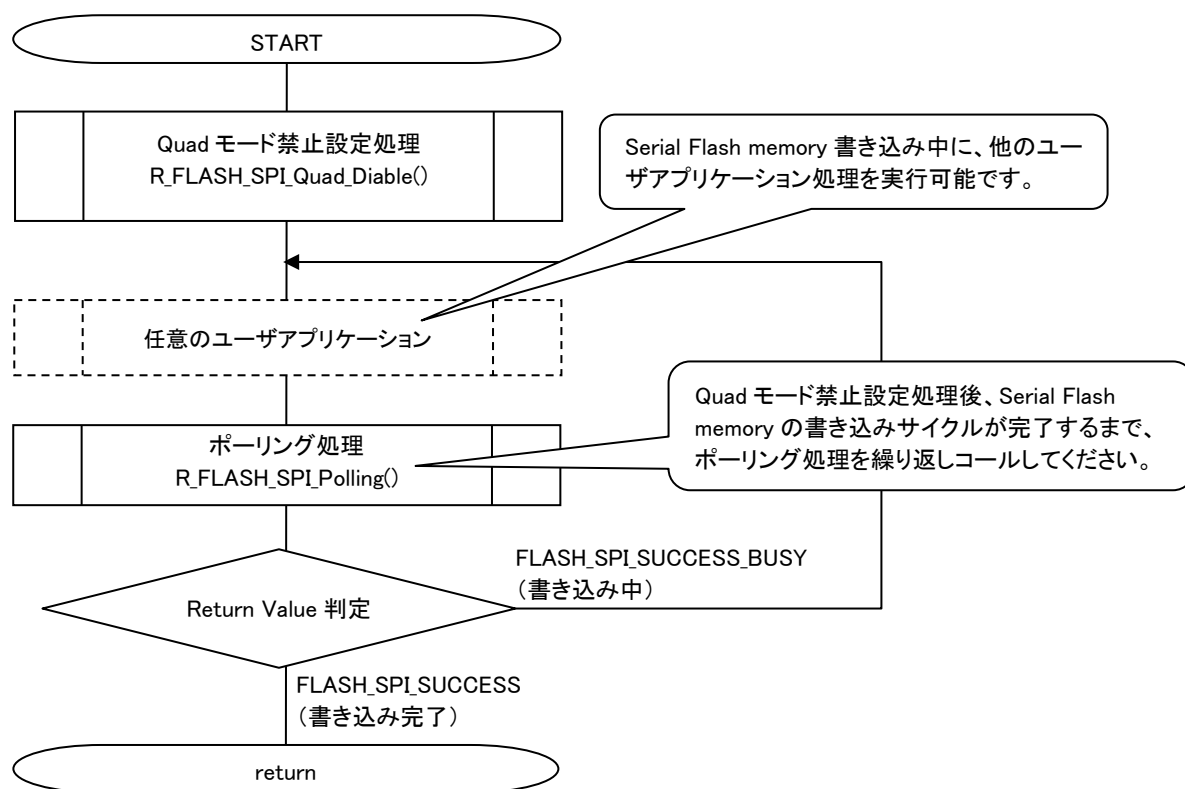 START
Quad モード禁止設定処理
R_FLASH_SPI_Quad_Diable()
Serial Flash memory 書き込み中に、他のユー
ザアプリケーション処理を実行可能です。
任意のユーザアプリケーション
Quad モード禁止設定処理後、Serial Flash
memory の書き込みサイクルが完了するまで、
ポーリング処理を繰り返しコールしてください。
ポーリング処理
R_FLASH_SPI_Polling()
FLASH_SPI_SUCCESS_BUSY
（書き込み中）
Return Value 判定
FLASH_SPI_SUCCESS
（書き込み完了）
return